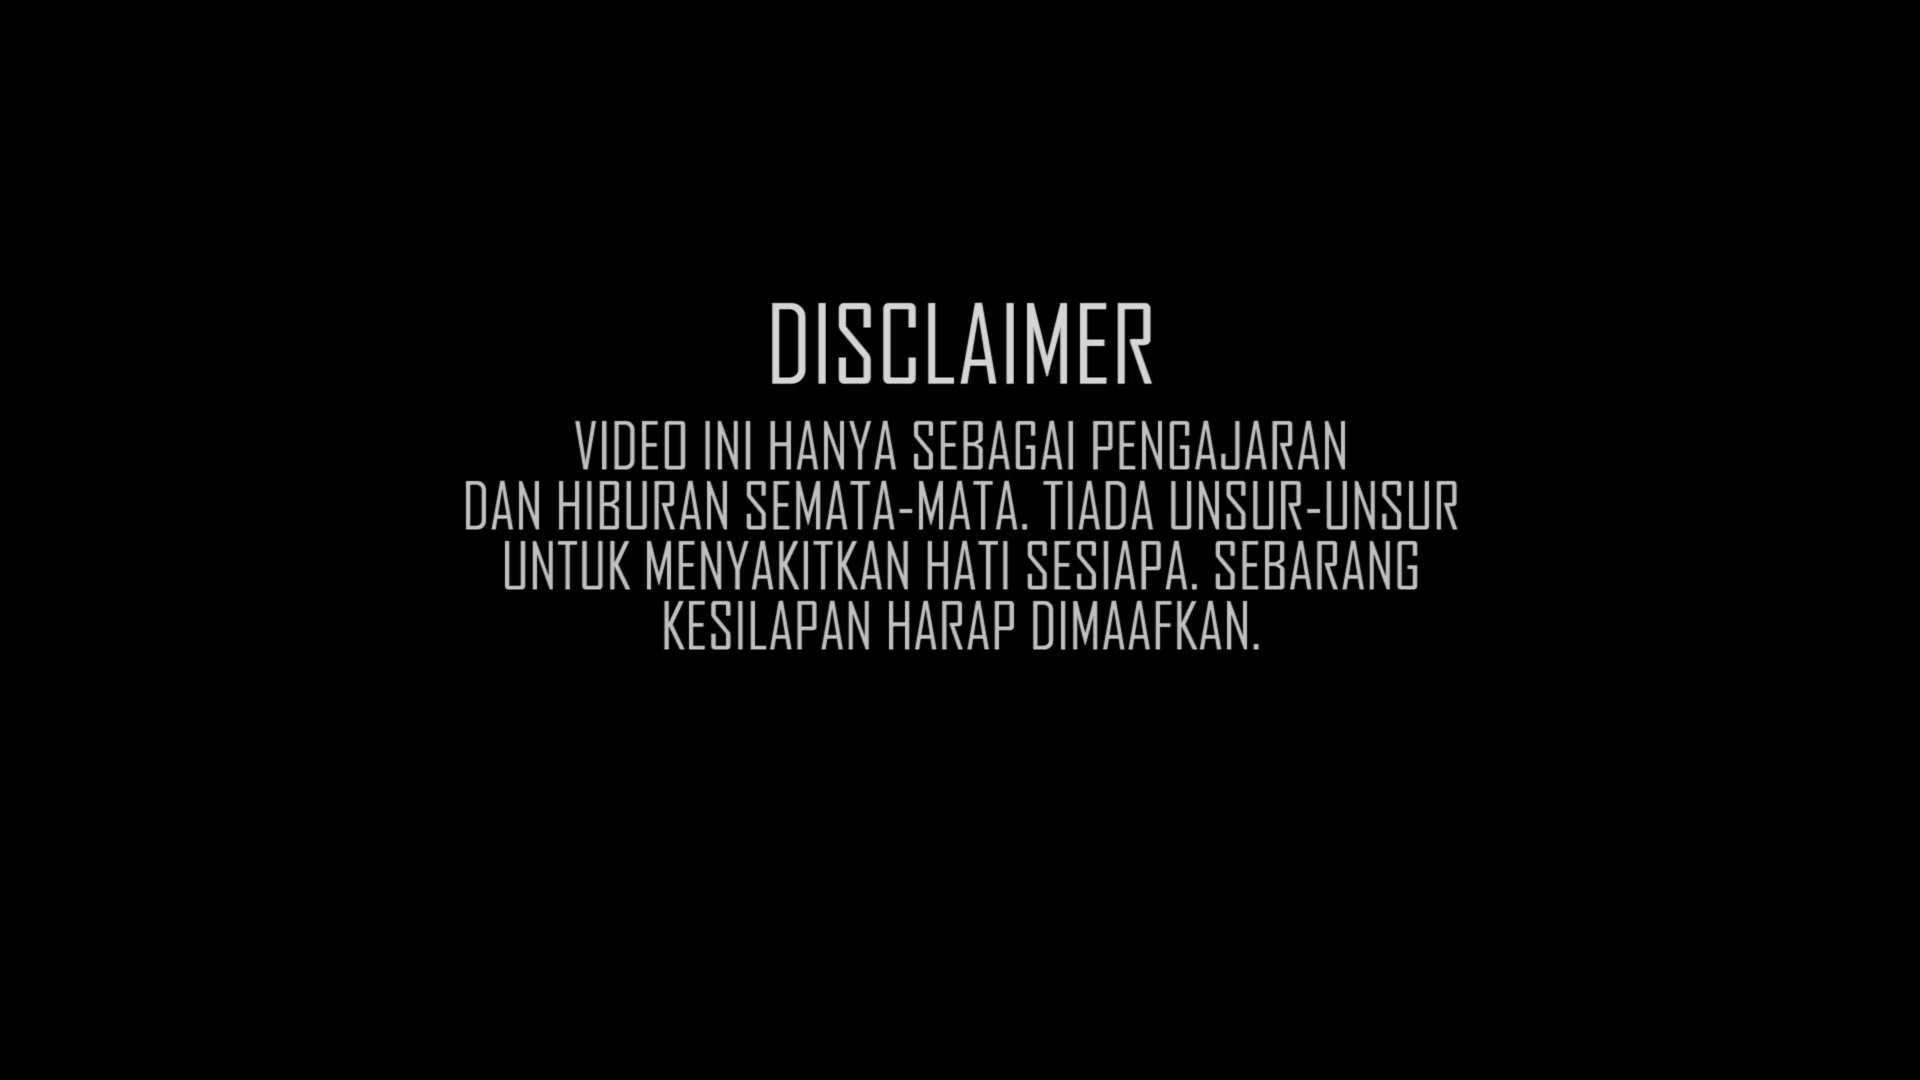 DISCLAIMER
VIDEO INI HANYA SEBAGAI PENGAJARAN
DAN HIBURAN SEMATA-MATA. TIADA UNSUR-UNSUR
UNTUK MENYAKITKAN HATI SESIAPA. SEBARANG
KESILAPAN HARAP DIMAAFKAN.